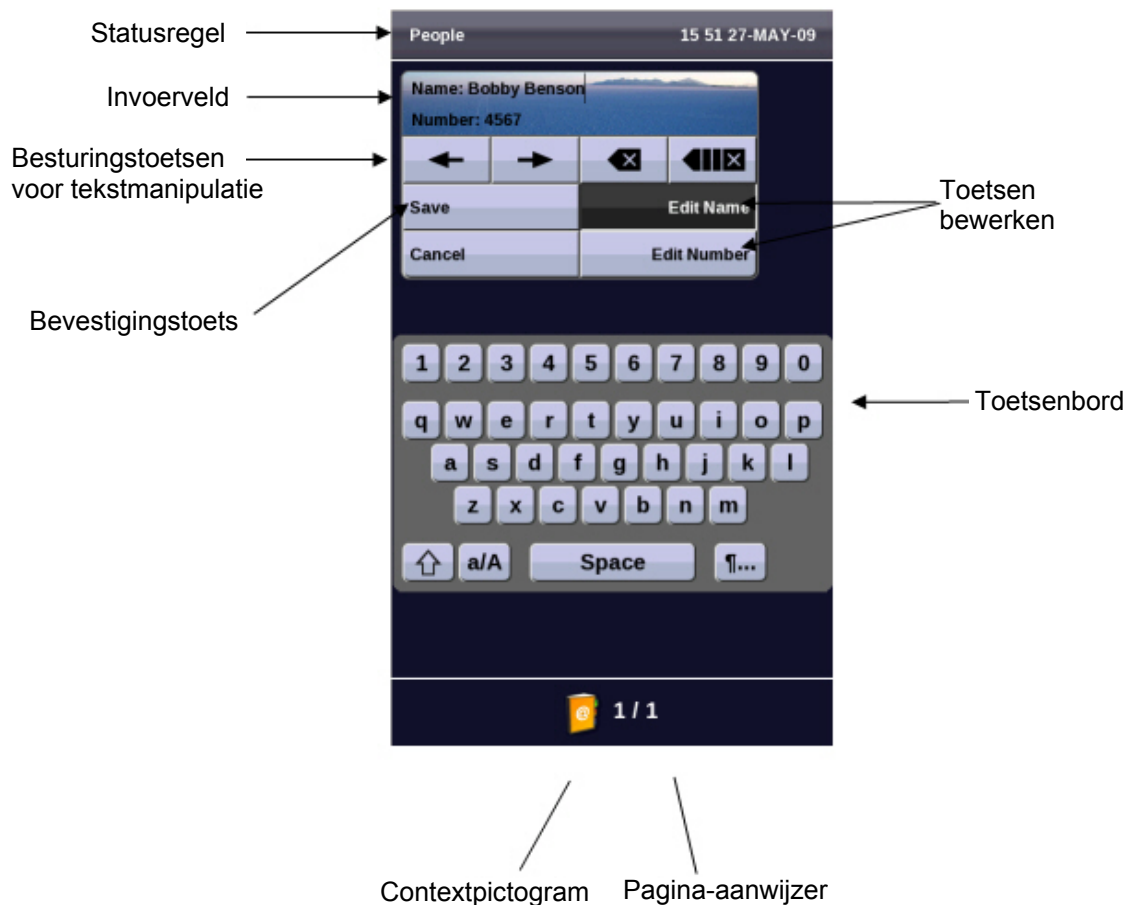 Statusregel
People 15 51 27-MAY-09
Invoerveld
Name: Bobby Benson
Number: 4567
Besturingstoetsen
voor tekstmanipulatie
Save Edit Name
Cancel Edit Number
Toetsen
bewerken
Bevestigingstoets
1 2 3 4 5 6 7 8 9 0
q w e r t y u i o p
a s d f g h j k l
z x c v b n m
a/A Space ¶...
Toetsenbord
@ 1 / 1
Contextpictogram Pagina-aanwijzer